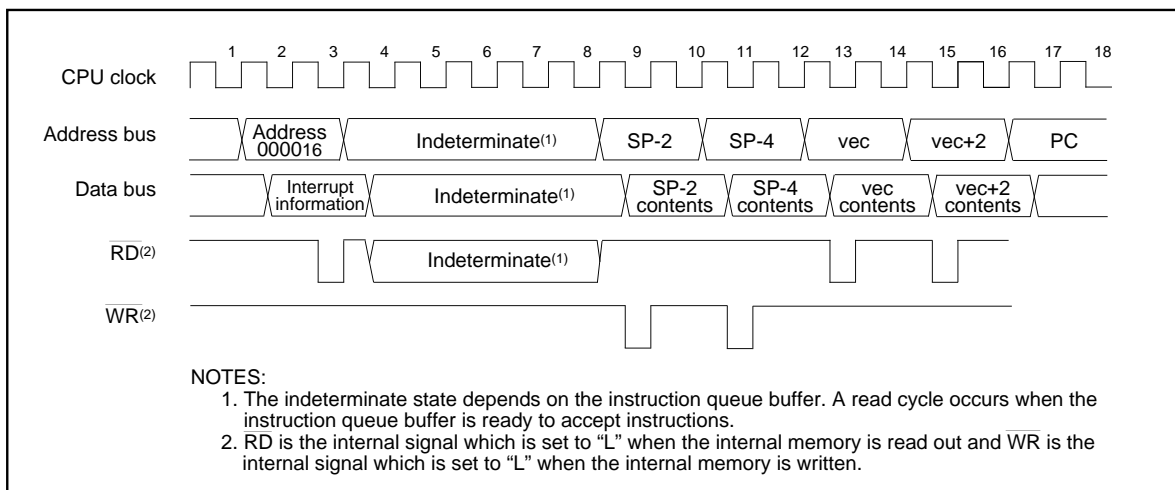 1 2 3 4 5 6 7 8 9 10 11 12 13 14 15 16 17 18
CPU clock
Address bus
Address
000016
Indeterminate(1)
SP-2
SP-4
vec
vec+2
PC
Data bus
Interrupt
information
Indeterminate(1)
SP-2
contents
SP-4
contents
vec
contents
vec+2
contents
RD(2)
Indeterminate(1)
WR(2)
NOTES:
1. The indeterminate state depends on the instruction queue buffer. A read cycle occurs when the
instruction queue buffer is ready to accept instructions.
2. RD is the internal signal which is set to “L” when the internal memory is read out and WR is the
internal signal which is set to “L” when the internal memory is written.